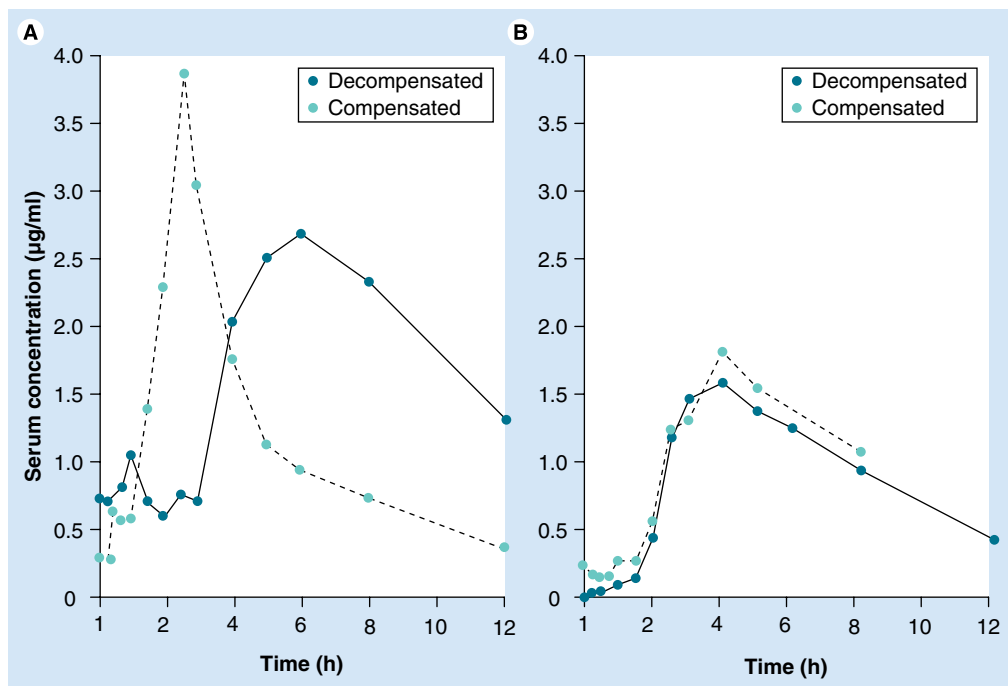 A
4.0
3.5
3.0
2.5
2.0
1.5
1.0
0.5
0
Serum concentration (µg/ml)
Decompensated
Compensated
1 2 4 6 8 10 12
Time (h)
B
4.0
3.5
3.0
2.5
2.0
1.5
1.0
0.5
0
Decompensated
Compensated
1 2 4 6 8 10 12
Time (h)